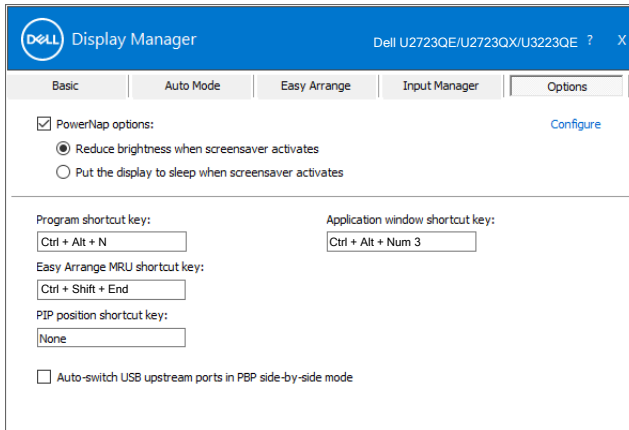 DELL Display Manager
Dell U2723QE/U2723QX/U3223QE ? X
Basic Auto Mode Easy Arrange Input Manager Options
PowerNap options: Configure
Reduce brightness when screensaver activates
Put the display to sleep when screensaver activates
Program shortcut key: Application window shortcut key:
Ctrl + Alt + N Ctrl + Alt + Num 3
Easy Arrange MRU shortcut key:
Ctrl + Shift + End
PIP position shortcut key:
None
Auto-switch USB upstream ports in PBP side-by-side mode